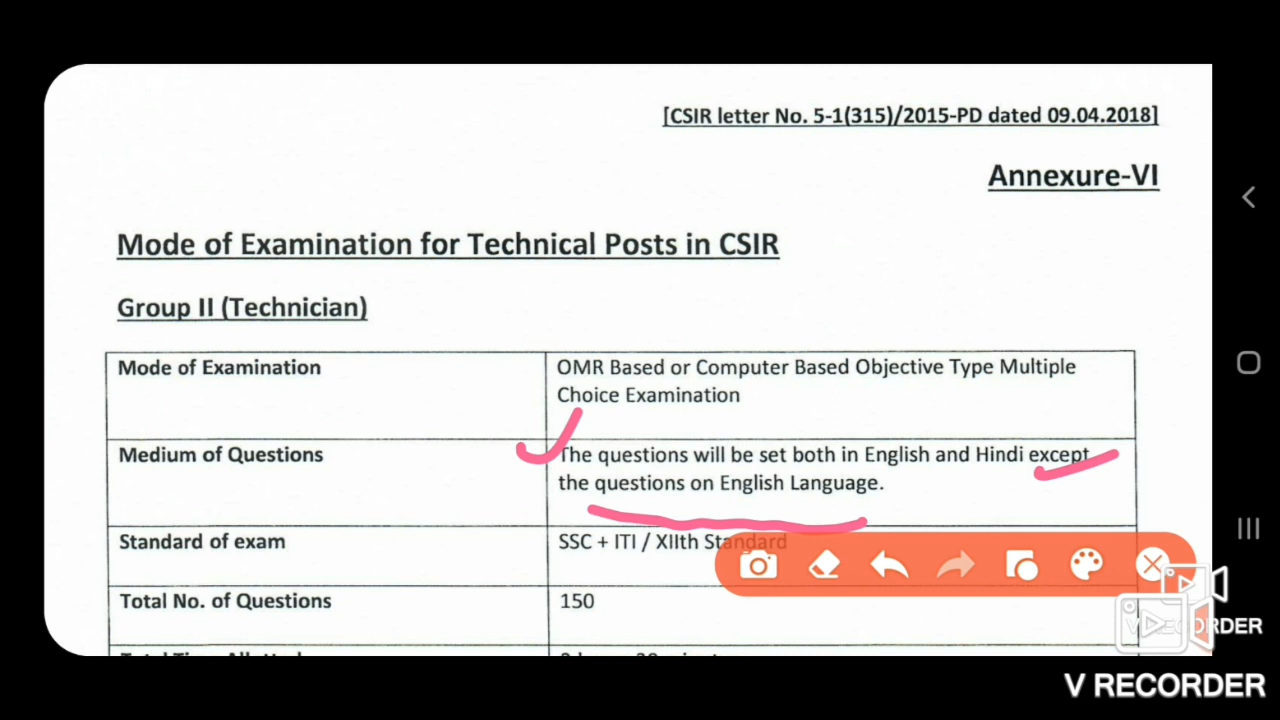 [CSIR letter No. 5-1(315)/2015-PD dated 09.04.2018]
Annexure-VI
Mode of Examination for Technical Posts in CSIR
Group II (Technician)
Mode of Examination
OMR Based or Computer Based Objective Type Multiple
Choice Examination
Medium of Questions
The questions will be set both in English and Hindi except
the questions on English Language.
Standard of exam
SSC + ITI / XIIth Standard
Total No. of Questions
150
V RECORDER